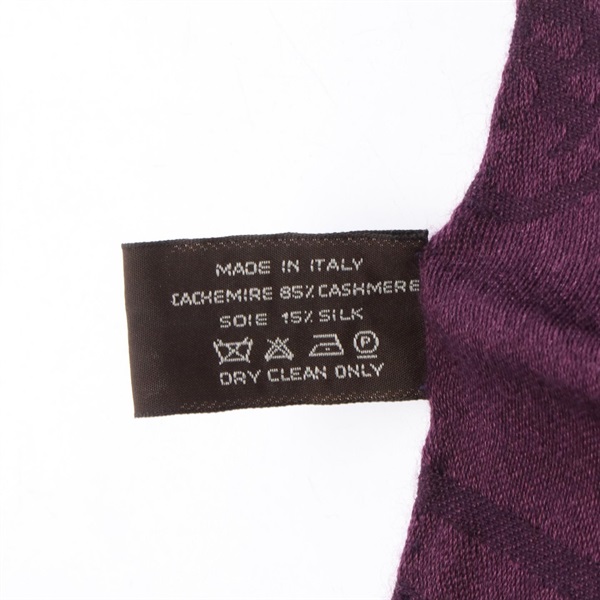 MADE IN ITALY
CACHEMIRE 85% CASHMERE
SOIE 15% SILK
P
DRY CLEAN ONLY